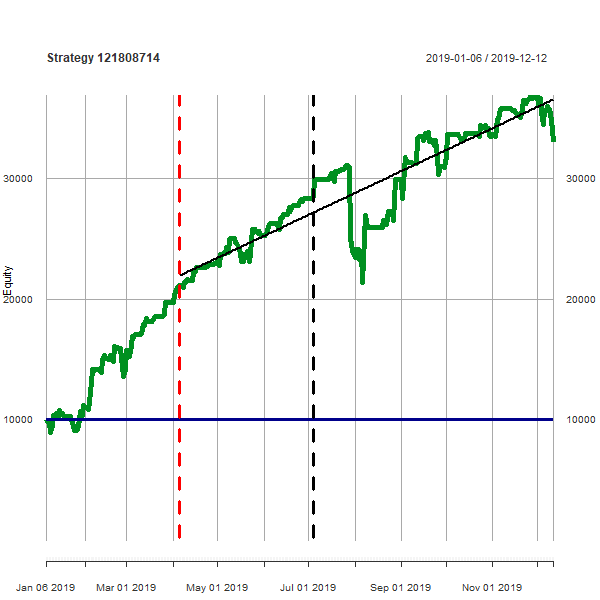 Strategy 121808714
2019-01-06 / 2019-12-12
Equity
30000
30000
20000
20000
10000
10000
Jan 06 2019
Mar 01 2019
May 01 2019
Jul 01 2019
Sep 01 2019
Nov 01 2019